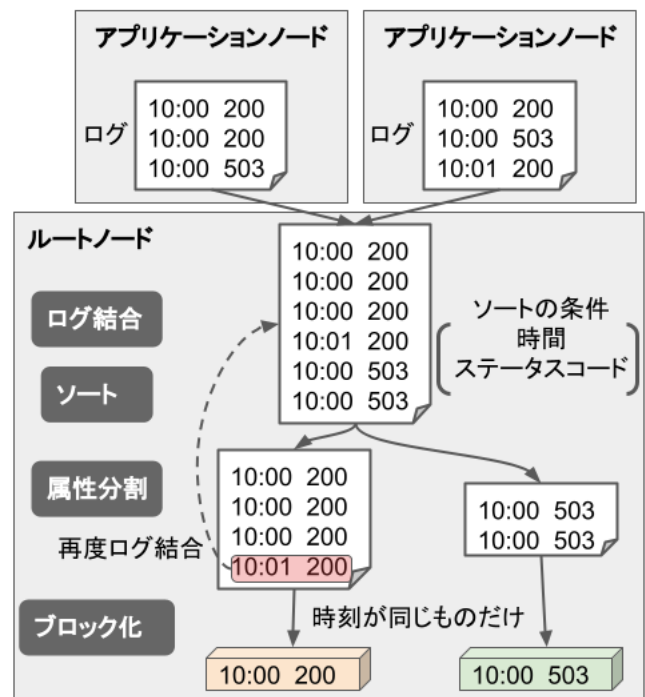 アプリケーションノード
ログ
10:00 200
10:00 200
10:00 503
アプリケーションノード
ログ
10:00 200
10:00 503
10:01 200
ルートノード
ログ結合
ソート
10:00 200
10:00 200
10:00 200
10:01 200
10:00 503
10:00 503
ソートの条件
時間
ステータスコード
属性分割
再度ログ結合
10:00 200
10:00 200
10:00 200
10:01 200
10:00 503
10:00 503
ブロック化
時刻が同じものだけ
10:00 200
10:00 503